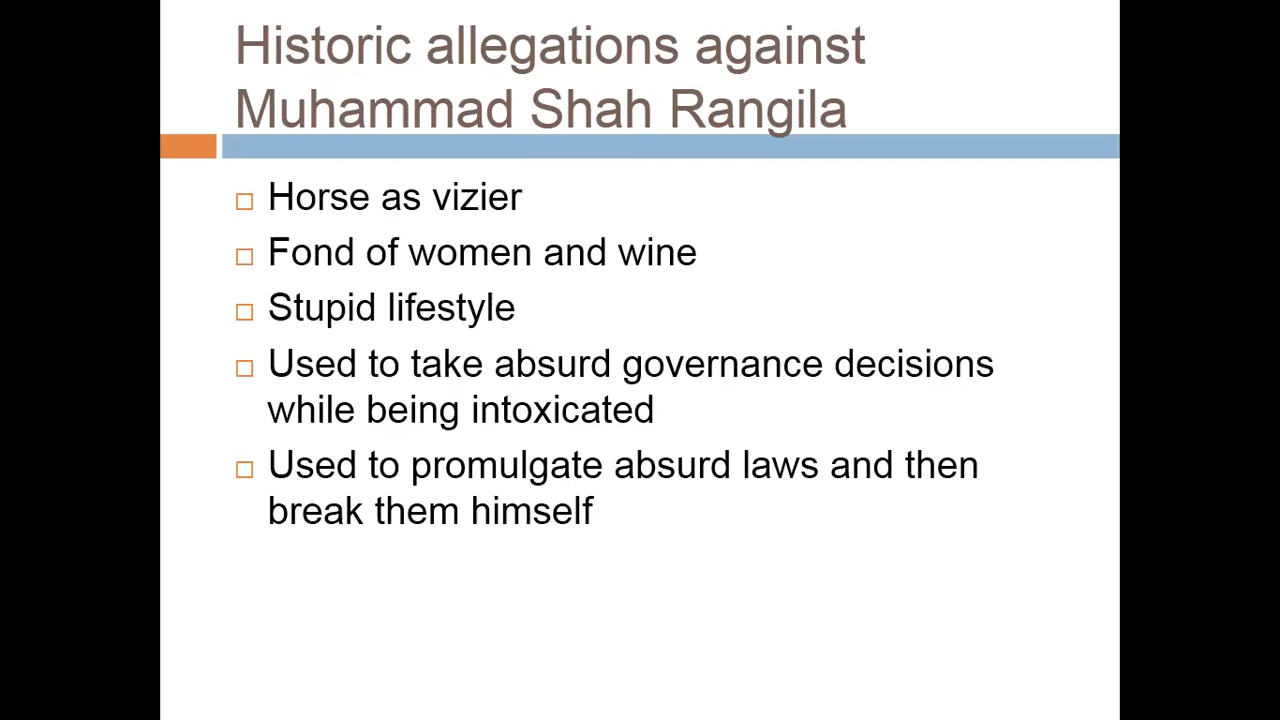 Historic allegations against
Muhammad Shah Rangila
Horse as vizier
Fond of women and wine
Stupid lifestyle
Used to take absurd governance decisions
while being intoxicated
Used to promulgate absurd laws and then
break them himself